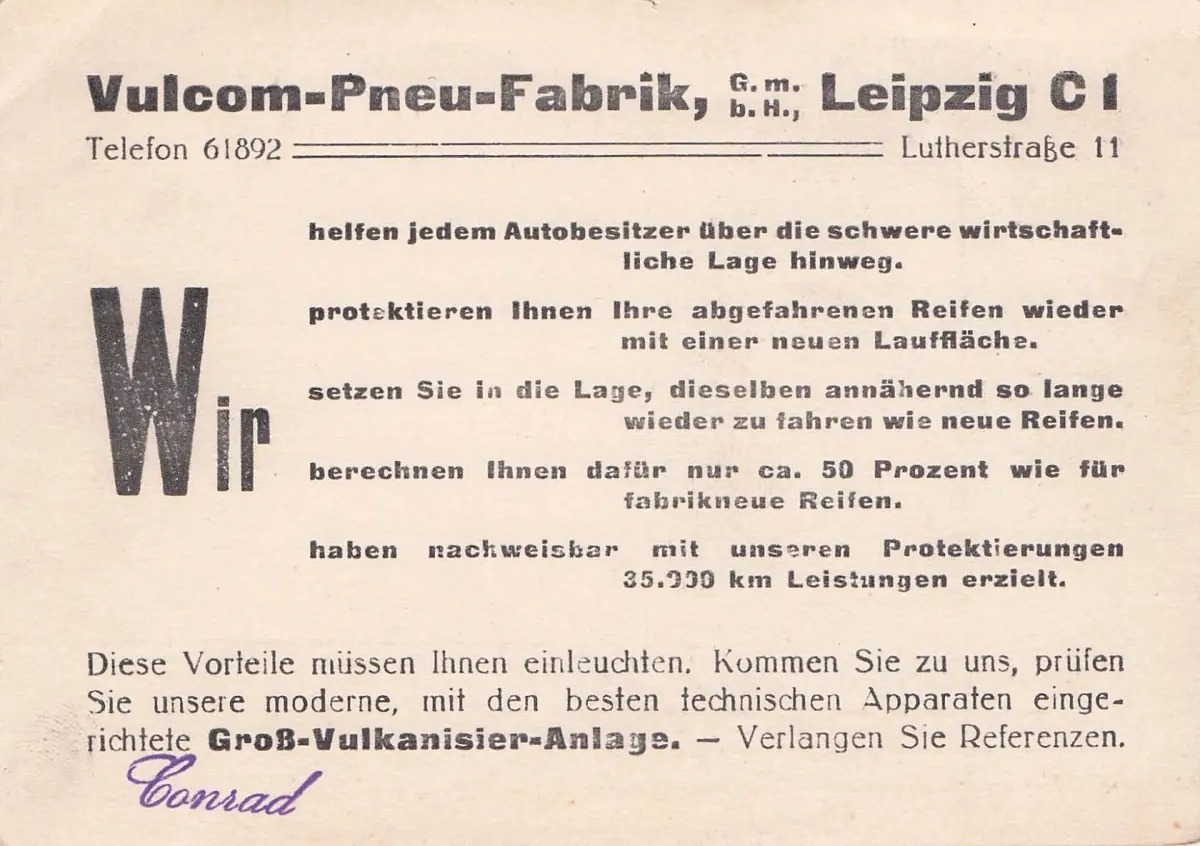 Vulcom-Pneu-Fabrik, G. m. b. H., Leipzig C 1
Telefon 61892 Lutherstraße 11
Wir
helfen jedem Autobesitzer über die schwere wirtschaft-
liche Lage hinweg.
protektieren Ihnen Ihre abgefahrenen Reifen wieder
mit einer neuen Lauffläche.
setzen Sie in die Lage, dieselben annähernd so lange
wieder zu fahren wie neue Reifen.
berechnen Ihnen dafür nur ca. 50 Prozent wie für
fabrikneue Reifen.
haben nachweisbar mit unseren Protektierungen
35.000 km Leistungen erzielt.
Diese Vorteile müssen Ihnen einleuchten. Kommen Sie zu uns, prüfen
Sie unsere moderne, mit den besten technischen Apparaten einge-
richtete Groß-Vulkanisier-Anlage. — Verlangen Sie Referenzen.
Conrad